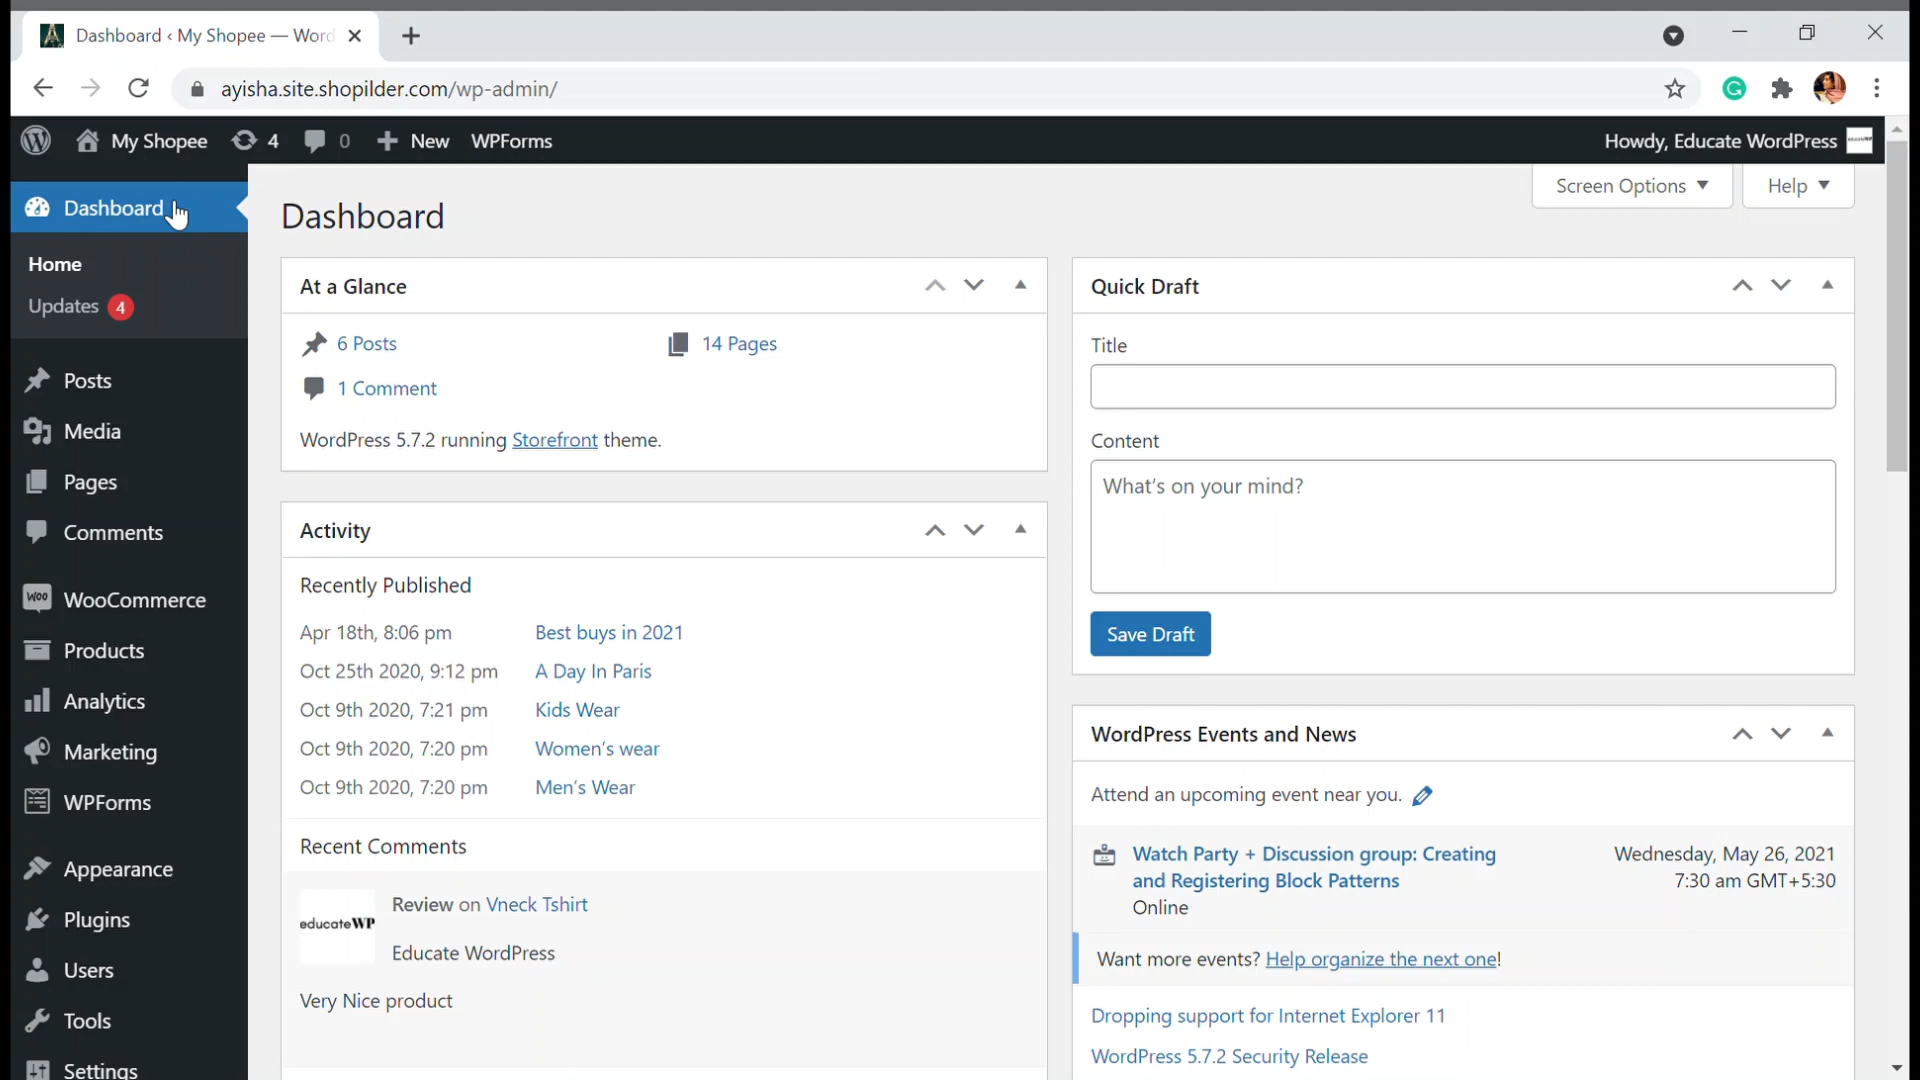 Dashboard ‹ My Shopee — Word
ayisha.site.shopilder.com/wp-admin/
My Shopee 4 0 New WPForms
Howdy, Educate WordPress
Screen Options Help
Dashboard
Home
Updates 4
Posts
Media
Pages
Comments
WooCommerce
Products
Analytics
Marketing
WPForms
Appearance
Plugins
Users
Tools
Settings
Dashboard
At a Glance
6 Posts
14 Pages
1 Comment
WordPress 5.7.2 running Storefront theme.
Activity
Recently Published
Apr 18th, 8:06 pm Best buys in 2021
Oct 25th 2020, 9:12 pm A Day In Paris
Oct 9th 2020, 7:21 pm Kids Wear
Oct 9th 2020, 7:20 pm Women’s wear
Oct 9th 2020, 7:20 pm Men’s Wear
Recent Comments
educateWP
Review on Vneck Tshirt
Educate WordPress
Very Nice product
Quick Draft
Title
Content
What’s on your mind?
Save Draft
WordPress Events and News
Attend an upcoming event near you.
Watch Party + Discussion group: Creating
and Registering Block Patterns
Online
Wednesday, May 26, 2021
7:30 am GMT+5:30
Want more events? Help organize the next one!
Dropping support for Internet Explorer 11
WordPress 5.7.2 Security Release